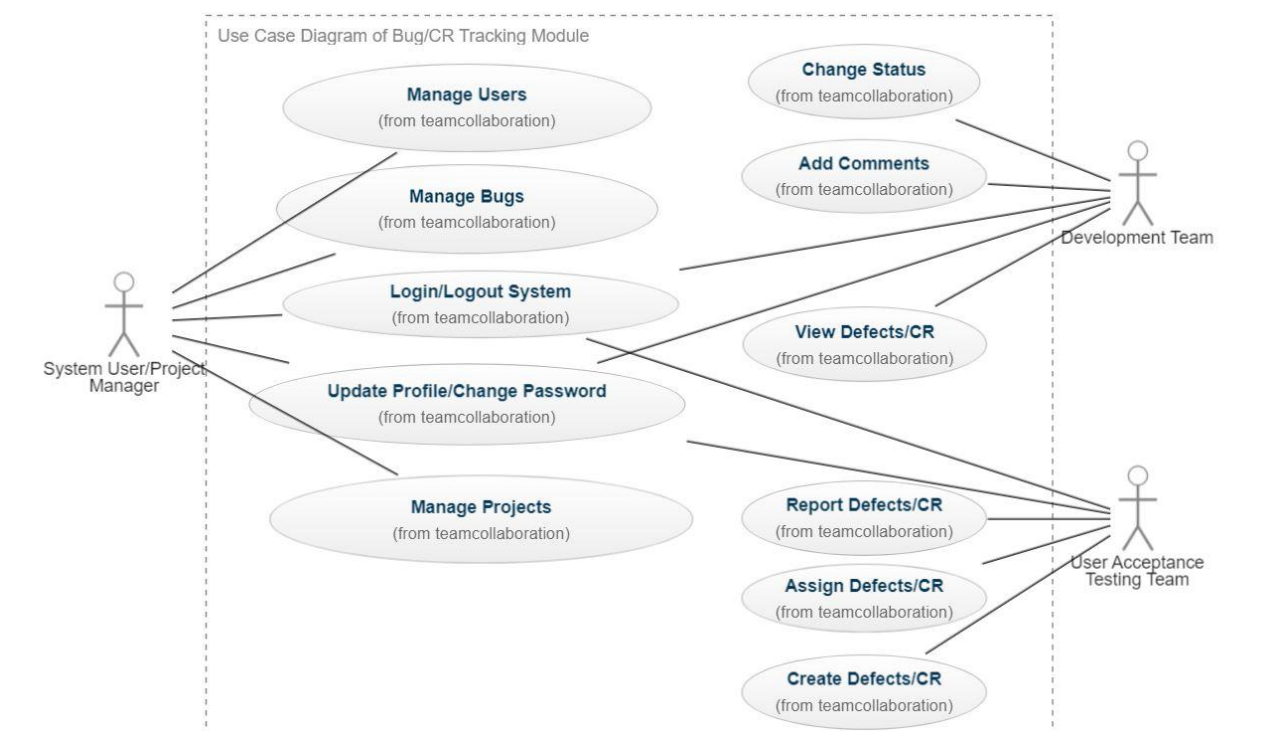 Use Case Diagram of Bug/CR Tracking Module
Manage Users
(from teamcollaboration)
Manage Bugs
(from teamcollaboration)
Login/Logout System
(from teamcollaboration)
Update Profile/Change Password
(from teamcollaboration)
Manage Projects
(from teamcollaboration)
Change Status
(from teamcollaboration)
Add Comments
(from teamcollaboration)
View Defects/CR
(from teamcollaboration)
Report Defects/CR
(from teamcollaboration)
Assign Defects/CR
(from teamcollaboration)
Create Defects/CR
(from teamcollaboration)
System User/Project
Manager
Development Team
User Acceptance
Testing Team